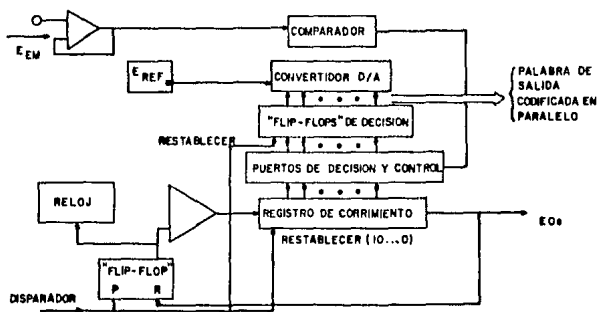 COMPARADOR
E EM
E REF
CONVERTIDOR D/A
PALABRA DE
SALIDA
CODIFICADA EN
PARALELO
"FLIP-FLOPS" DE DECISION
RESTABLECER
PUERTOS DE DECISION Y CONTROL
RELOJ
REGISTRO DE CORRIMIENTO
EOs
RESTABLECER (10...0)
"FLIP-FLOP"
P R
DISPARADOR